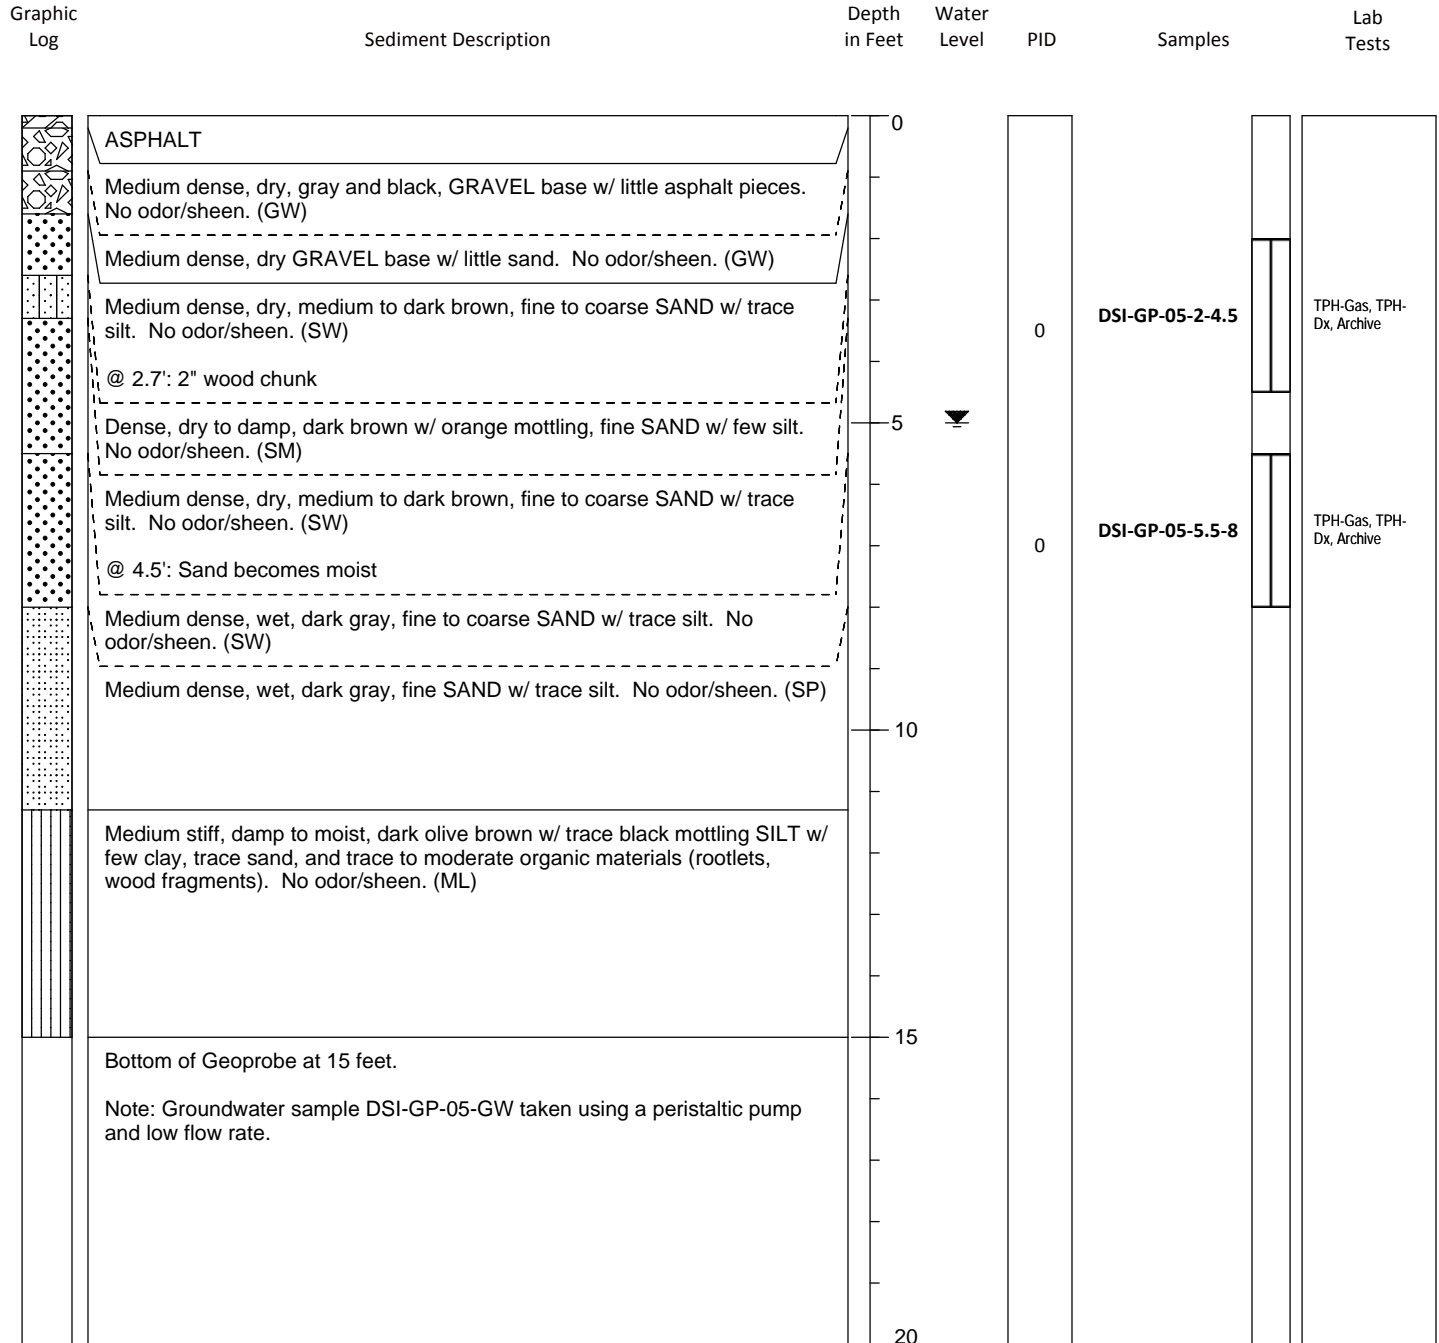 Graphic
Log
Sediment Description
Depth
in Feet
Water
Level
PID
Samples
Lab
Tests
0
ASPHALT
Medium dense, dry, gray and black, GRAVEL base w/ little asphalt pieces.
No odor/sheen. (GW)
Medium dense, dry GRAVEL base w/ little sand. No odor/sheen. (GW)
Medium dense, dry, medium to dark brown, fine to coarse SAND w/ trace
silt. No odor/sheen. (SW)
0
DSI-GP-05-2-4.5
TPH-Gas, TPH-
Dx, Archive
@ 2.7': 2" wood chunk
5
Dense, dry to damp, dark brown w/ orange mottling, fine SAND w/ few silt.
No odor/sheen. (SM)
Medium dense, dry, medium to dark brown, fine to coarse SAND w/ trace
silt. No odor/sheen. (SW)
0
DSI-GP-05-5.5-8
TPH-Gas, TPH-
Dx, Archive
@ 4.5': Sand becomes moist
Medium dense, wet, dark gray, fine to coarse SAND w/ trace silt. No
odor/sheen. (SW)
Medium dense, wet, dark gray, fine SAND w/ trace silt. No odor/sheen. (SP)
10
Medium stiff, damp to moist, dark olive brown w/ trace black mottling SILT w/
few clay, trace sand, and trace to moderate organic materials (rootlets,
wood fragments). No odor/sheen. (ML)
15
Bottom of Geoprobe at 15 feet.
Note: Groundwater sample DSI-GP-05-GW taken using a peristaltic pump
and low flow rate.
20